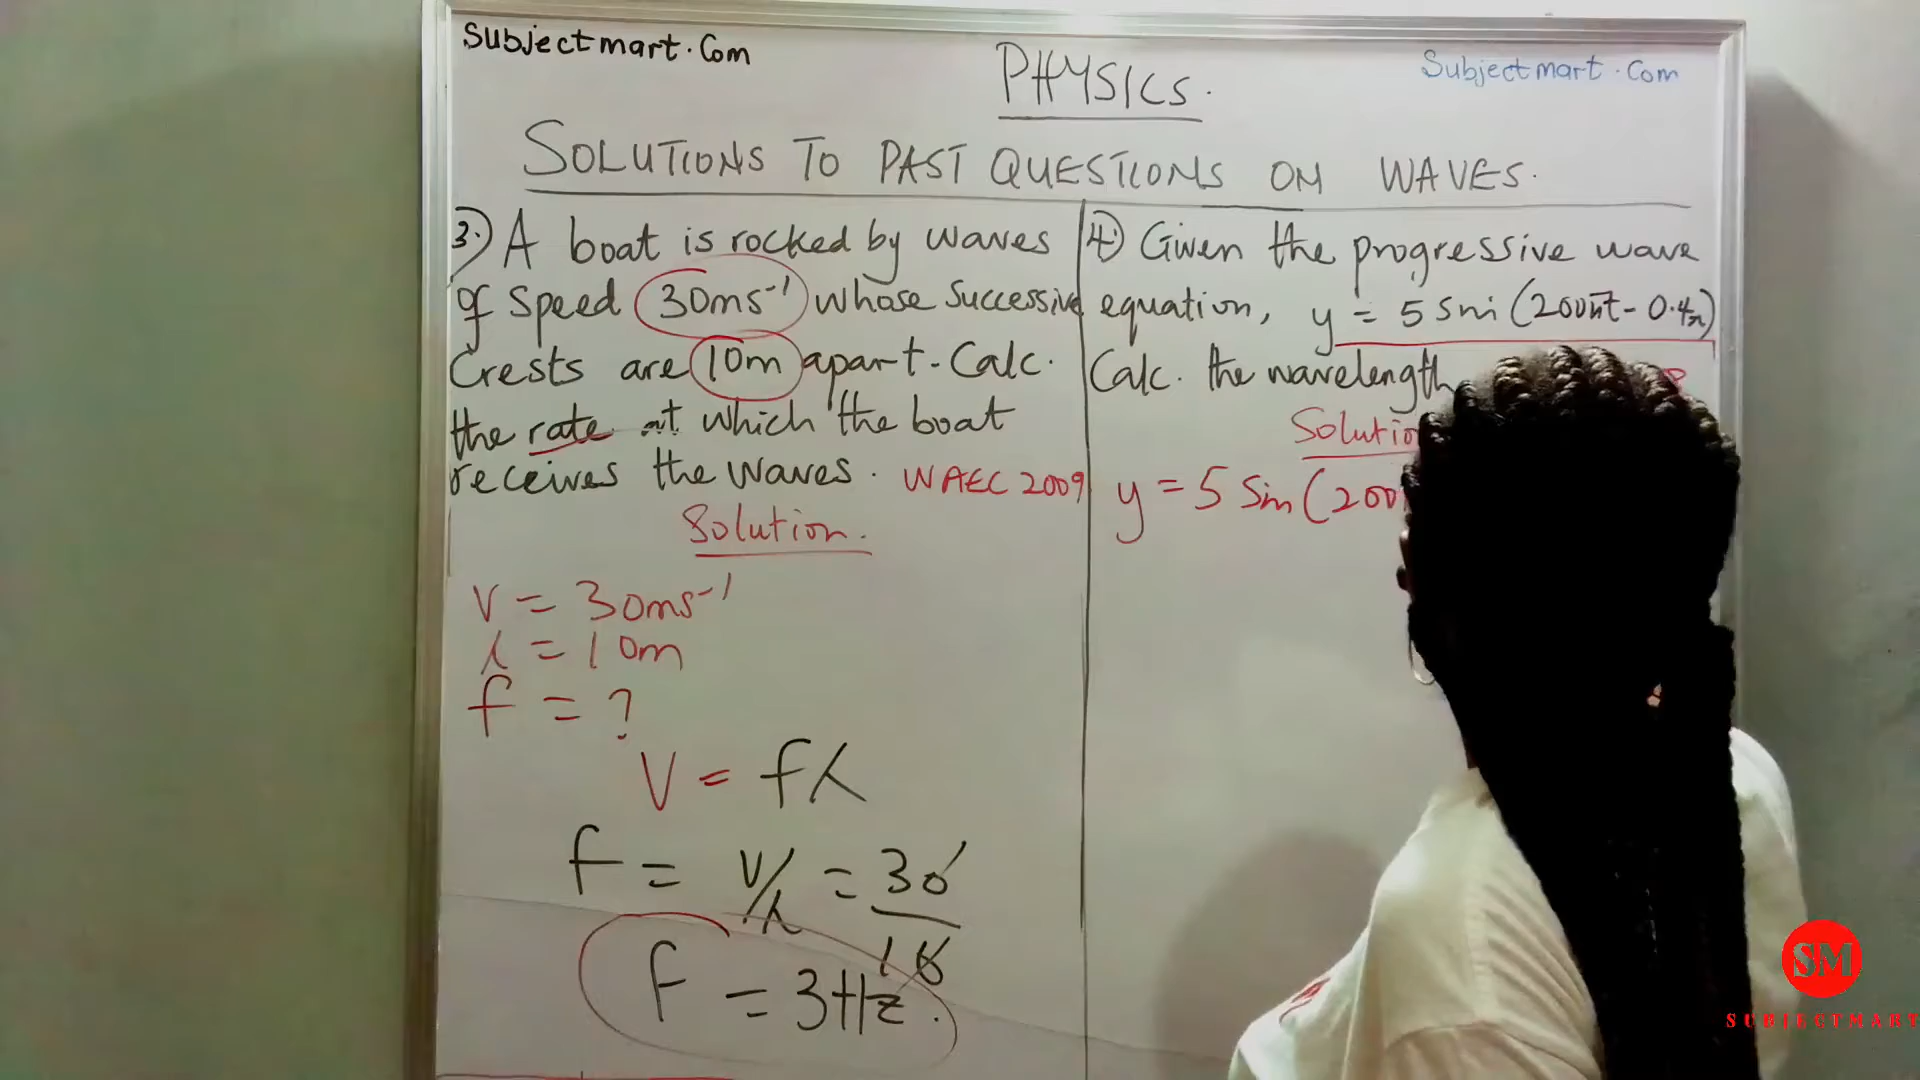 Subjectmart.Com
PHYSICS.
Subjectmart.Com
SOLUTIONS TO PAST QUESTIONS ON WAVES.
3.) A boat is rocked by waves
of speed 30ms⁻¹ whose Successive
Crests are 10m apart. Calc.
the rate at which the boat
receives the waves. WAEC 2009
Solution.
v = 30ms⁻¹
λ = 10m
f = ?
V = fλ
f = v/λ = 30/10
f = 3Hz.
4) Given the progressive wave
equation, y = 5 Sin (200πt - 0.4x)
Calc. the wavelength
Solutio
y = 5 Sin (200
SM
SUBJECTMART